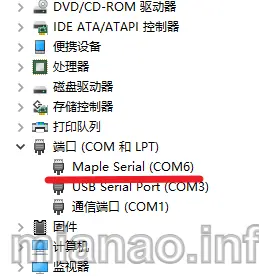 DVD/CD-ROM 驱动器
IDE ATA/ATAPI 控制器
便携设备
处理器
磁盘驱动器
存储控制器
打印队列
端口 (COM 和 LPT)
Maple Serial (COM6)
USB Serial Port (COM3)
通信端口 (COM1)
固件
计算机
监视器
mianao.inf